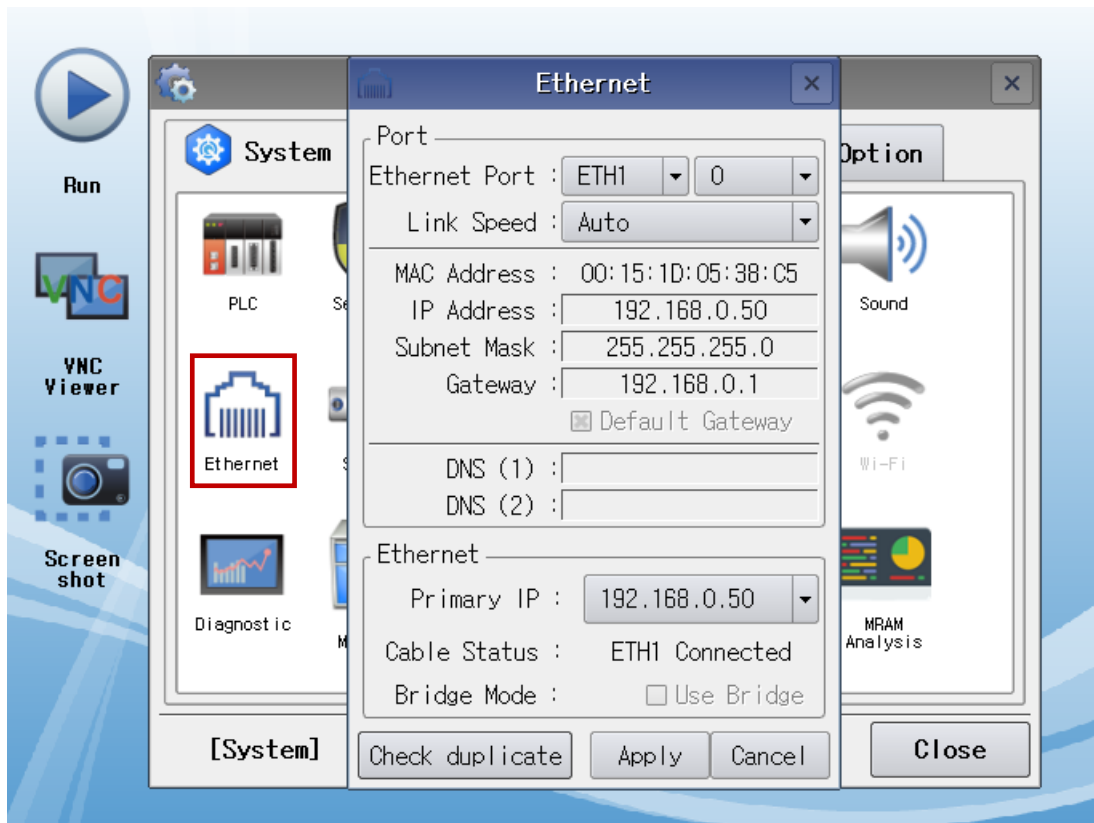 Run
VNC
VNC
Viewer
Screen
shot
System
Option
PLC
Se
Sound
Ethernet
S
Wi-Fi
Diagnostic
M
MRAM
Analysis
[System]
Close
Ethernet
Port
Ethernet Port : ETH1 0
Link Speed : Auto
MAC Address : 00:15:1D:05:38:C5
IP Address : 192.168.0.50
Subnet Mask : 255.255.255.0
Gateway : 192.168.0.1
Default Gateway
DNS (1) :
DNS (2) :
Ethernet
Primary IP : 192.168.0.50
Cable Status : ETH1 Connected
Bridge Mode : Use Bridge
Check duplicate
Apply
Cancel